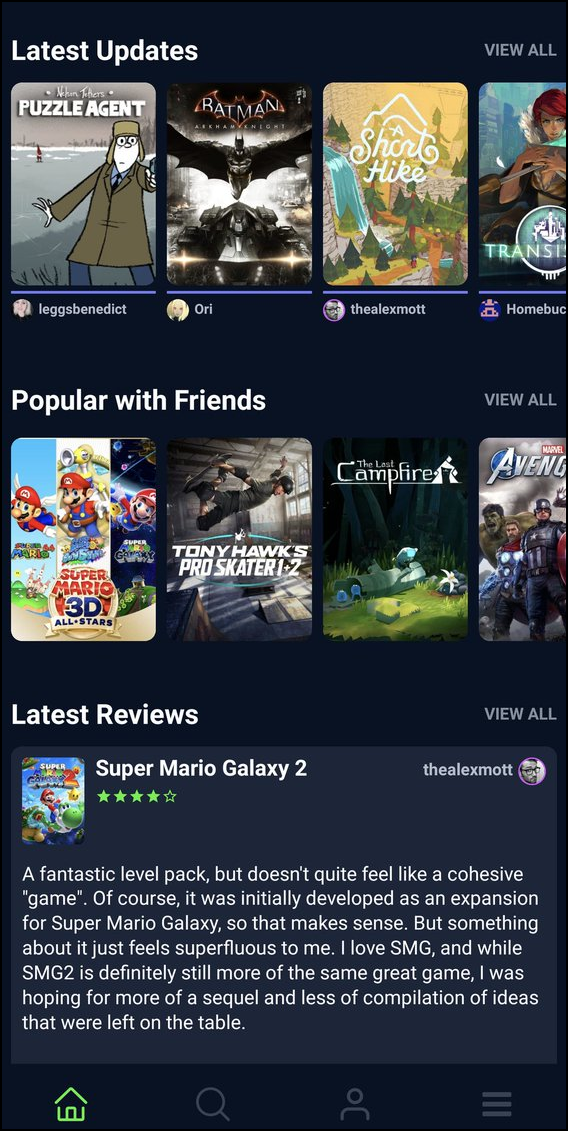 Latest Updates
VIEW ALL
Nelson Tethers
PUZZLE AGENT
BATMAN
ARKHAM KNIGHT
A
Short
Hike
TRANSIS
leggsbenedict
Ori
thealexmott
Homebuc
Popular with Friends
VIEW ALL
SUPER
MARIO
GALAXY
SUPER
MARIO
3D
ALL★STARS
TONY HAWK'S
PRO SKATER 1+2
The Last
Campfire
MARVEL
AVENG
Latest Reviews
VIEW ALL
SUPER
MARIO
GALAXY 2
Super Mario Galaxy 2
thealexmott
★★★★☆
A fantastic level pack, but doesn't quite feel like a cohesive
"game". Of course, it was initially developed as an expansion
for Super Mario Galaxy, so that makes sense. But something
about it just feels superfluous to me. I love SMG, and while
SMG2 is definitely still more of the same great game, I was
hoping for more of a sequel and less of compilation of ideas
that were left on the table.